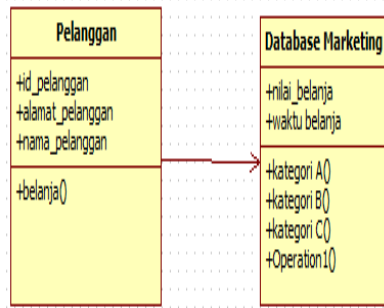 Pelanggan
+id_pelanggan
+alamat_pelanggan
+nama_pelanggan
+belanja()
Database Marketing
+nilai_belanja
+waktu belanja
+kategori A()
+kategori B()
+kategori C()
+Operation1()